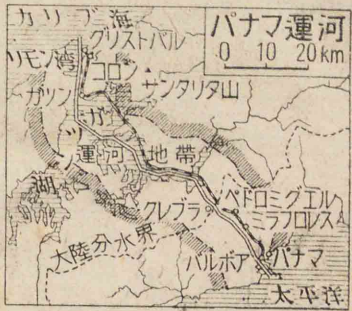 カリブ海
パナマ運河
0 10 20km
クリストバル
リモン湾
コロン
サンタリタ山
ガツン
ガツン
湖
運河地帯
ペドロミグエル
ミラフロレス
クレブラ
大陸分水界
バルボア
パナマ
太平洋